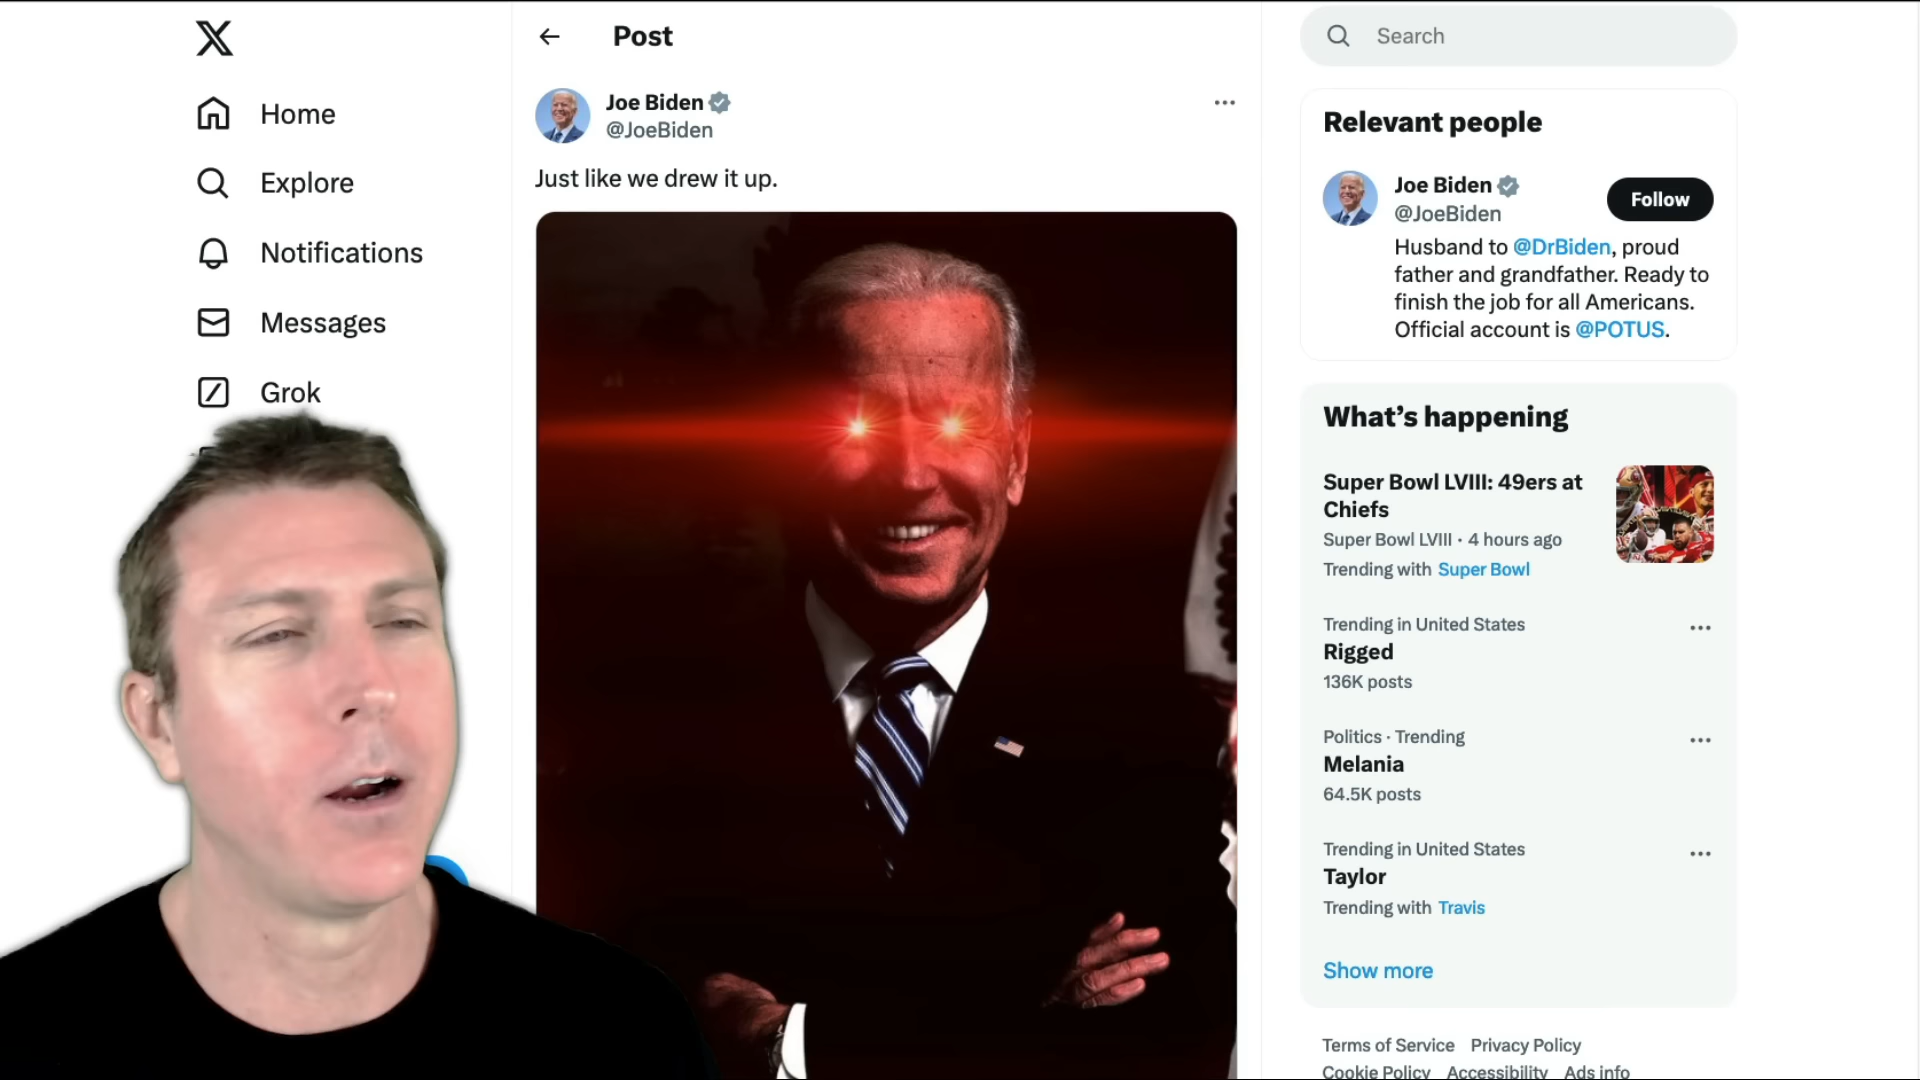 Home
Explore
Notifications
Messages
Grok
Post
Joe Biden
@JoeBiden
Just like we drew it up.
Search
Relevant people
Joe Biden
@JoeBiden
Follow
Husband to @DrBiden, proud
father and grandfather. Ready to
finish the job for all Americans.
Official account is @POTUS.
What’s happening
Super Bowl LVIII: 49ers at
Chiefs
Super Bowl LVIII · 4 hours ago
Trending with Super Bowl
Trending in United States
Rigged
136K posts
Politics · Trending
Melania
64.5K posts
Trending in United States
Taylor
Trending with Travis
Show more
Terms of Service Privacy Policy
Cookie Policy Accessibility Ads info